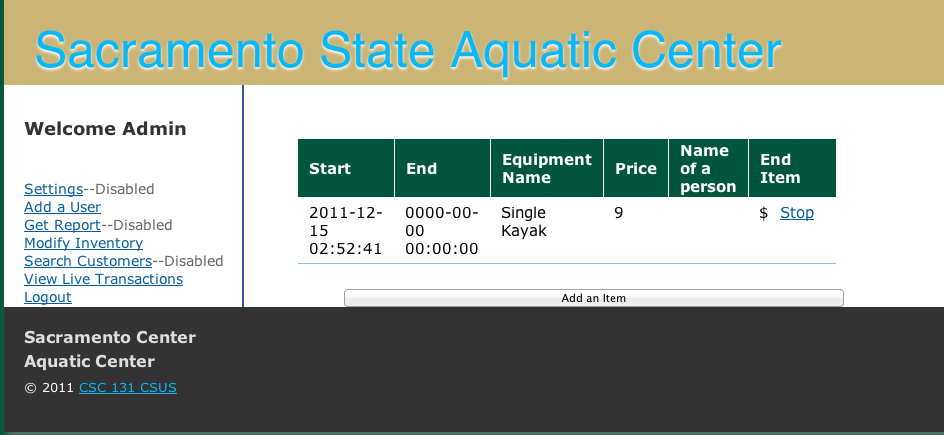 Sacramento State Aquatic Center
Welcome Admin
Settings--Disabled
Add a User
Get Report--Disabled
Modify Inventory
Search Customers--Disabled
View Live Transactions
Logout
Start
End
Equipment
Name
Price
Name
of a
person
End
Item
2011-12-
15
02:52:41
0000-00-
00
00:00:00
Single
Kayak
9
$ Stop
Add an Item
Sacramento Center
Aquatic Center
© 2011 CSC 131 CSUS